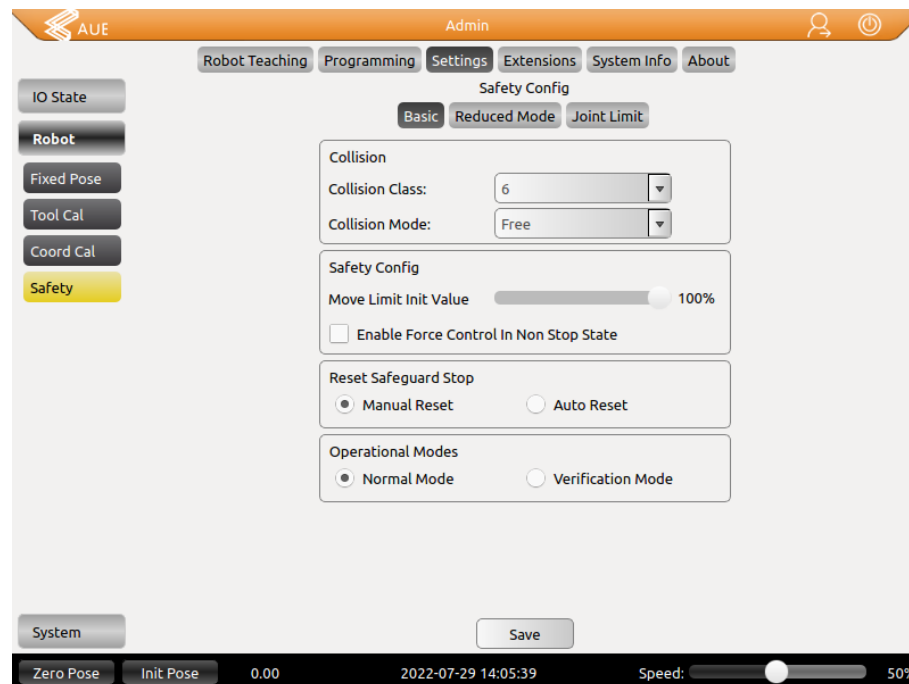 AUE
Admin
Robot Teaching Programming Settings Extensions System Info About
Safety Config
Basic Reduced Mode Joint Limit
IO State
Robot
Fixed Pose
Tool Cal
Coord Cal
Safety
Collision
Collision Class: 6
Collision Mode: Free
Safety Config
Move Limit Init Value 100%
Enable Force Control In Non Stop State
Reset Safeguard Stop
Manual Reset Auto Reset
Operational Modes
Normal Mode Verification Mode
System
Save
Zero Pose Init Pose 0.00 2022-07-29 14:05:39 Speed: 50%